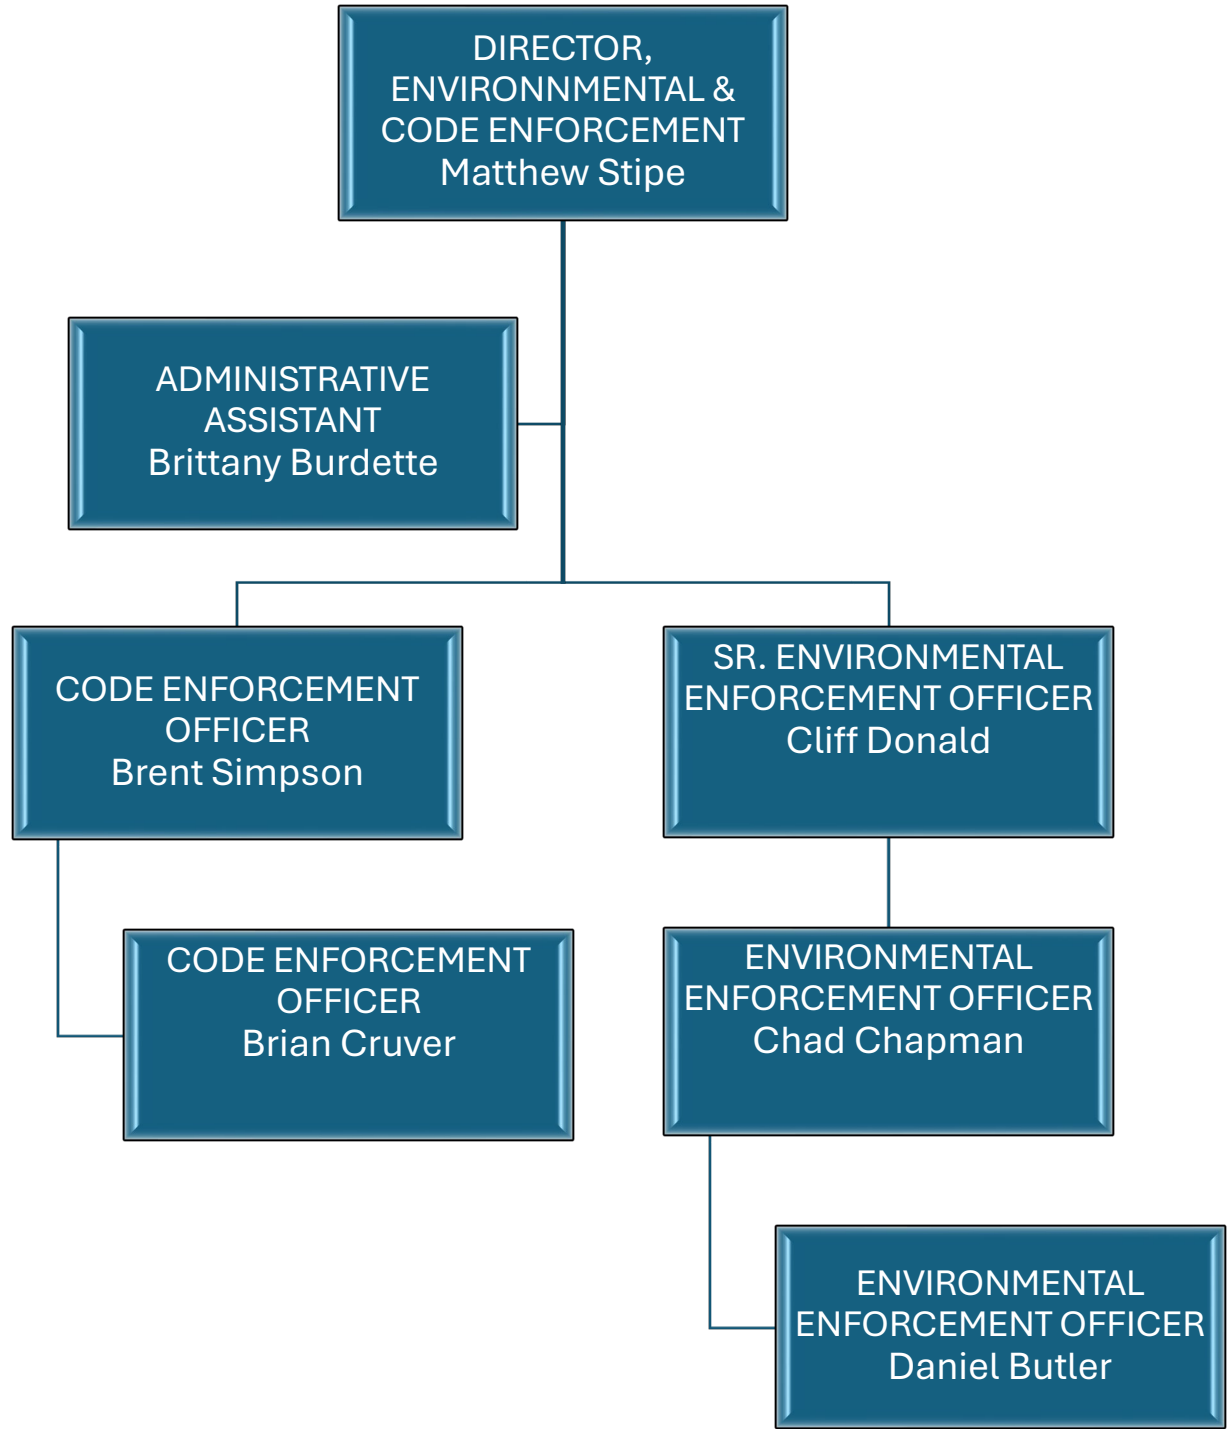 DIRECTOR,
ENVIRONNMENTAL &
CODE ENFORCEMENT
Matthew Stipe
ADMINISTRATIVE
ASSISTANT
Brittany Burdette
CODE ENFORCEMENT
OFFICER
Brent Simpson
SR. ENVIRONMENTAL
ENFORCEMENT OFFICER
Cliff Donald
CODE ENFORCEMENT
OFFICER
Brian Cruver
ENVIRONMENTAL
ENFORCEMENT OFFICER
Chad Chapman
ENVIRONMENTAL
ENFORCEMENT OFFICER
Daniel Butler